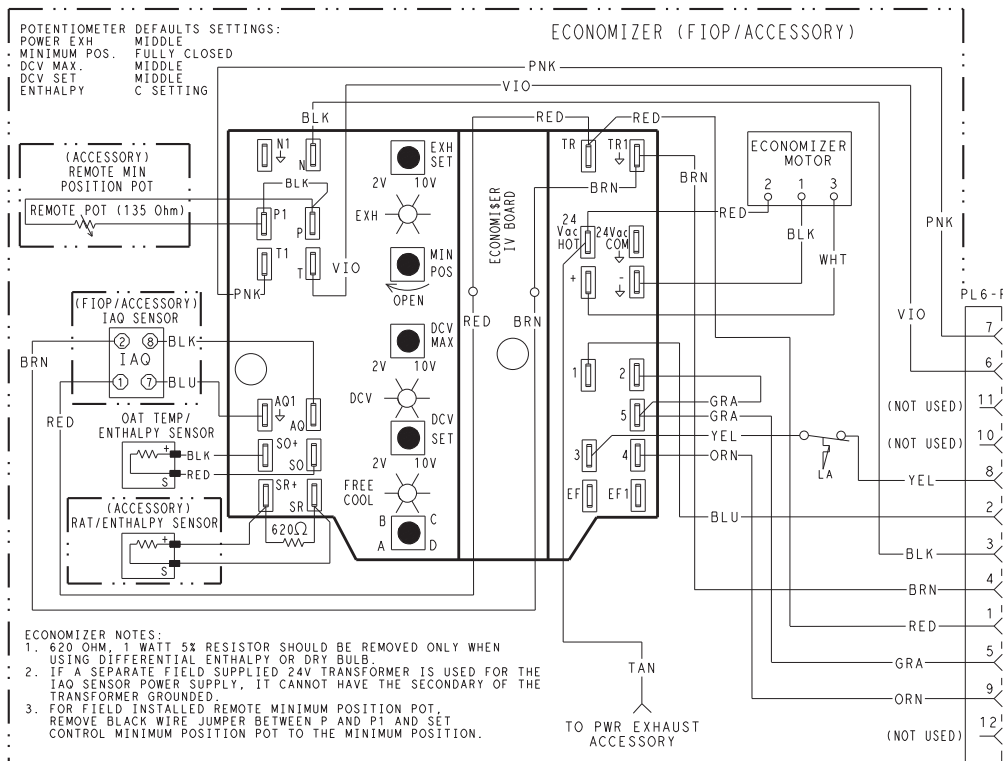 POTENTIOMETER DEFAULTS SETTINGS:
POWER EXH MIDDLE
MINIMUM POS. FULLY CLOSED
DCV MAX. MIDDLE
DCV SET MIDDLE
ENTHALPY C SETTING
ECONOMIZER (FIOP/ACCESSORY)
PNK
VIO
BLK
RED
RED
N1
N
EXH
SET
2V 10V
TR
TR1
ECONOMIZER
MOTOR
2 1 3
(ACCESSORY)
REMOTE MIN
POSITION POT
REMOTE POT (135 Ohm)
BLK
P1
P
EXH
ECONOMI$ER
IV BOARD
BRN
BRN
RED
BLK
WHT
PNK
24
Vac
HOT
24Vac
COM
T1
T
VIO
PNK
MIN
POS
OPEN
+
-
PL6-R
(FIOP/ACCESSORY)
IAQ SENSOR
2 8
IAQ
1 7
BLK
BLU
BRN
RED
RED
BRN
DCV
MAX
2V 10V
VIO
7
6
1
2
AQ1
AQ
DCV
DCV
SET
2V 10V
5
GRA
GRA
(NOT USED) 11
OAT TEMP/
ENTHALPY SENSOR
+
S
BLK
RED
SO+
SO
3
4
YEL
ORN
LA
(NOT USED) 10
YEL
8
SR+
SR
FREE
COOL
EF
EF1
(ACCESSORY)
RAT/ENTHALPY SENSOR
+
S
620Ω
B C
A D
BLU
2
BLK
3
BRN
4
RED
1
GRA
5
ORN
9
(NOT USED) 12
ECONOMIZER NOTES:
1. 620 OHM, 1 WATT 5% RESISTOR SHOULD BE REMOVED ONLY WHEN
USING DIFFERENTIAL ENTHALPY OR DRY BULB.
2. IF A SEPARATE FIELD SUPPLIED 24V TRANSFORMER IS USED FOR THE
IAQ SENSOR POWER SUPPLY, IT CANNOT HAVE THE SECONDARY OF THE
TRANSFORMER GROUNDED.
3. FOR FIELD INSTALLED REMOTE MINIMUM POSITION POT,
REMOVE BLACK WIRE JUMPER BETWEEN P AND P1 AND SET
CONTROL MINIMUM POSITION POT TO THE MINIMUM POSITION.
TAN
TO PWR EXHAUST
ACCESSORY